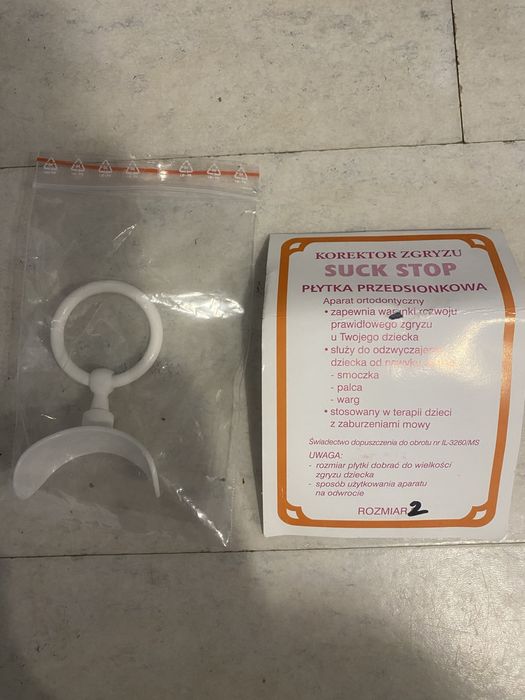 KOREKTOR ZGRYZU
SUCK STOP
PŁYTKA PRZEDSIONKOWA
Aparat ortodontyczny
• zapewnia warunki rozwoju
prawidłowego zgryzu
u Twojego dziecka
• służy do odzwyczajenia
dziecka od nawyku
- smoczka
- palca
- warg
• stosowany w terapii dzieci
z zaburzeniami mowy
Świadectwo dopuszczenia do obrotu nr IL-3260/MS
UWAGA:
- rozmiar płytki dobrać do wielkości
zgryzu dziecka
- sposób użytkowania aparatu
na odwrocie
ROZMIAR 2